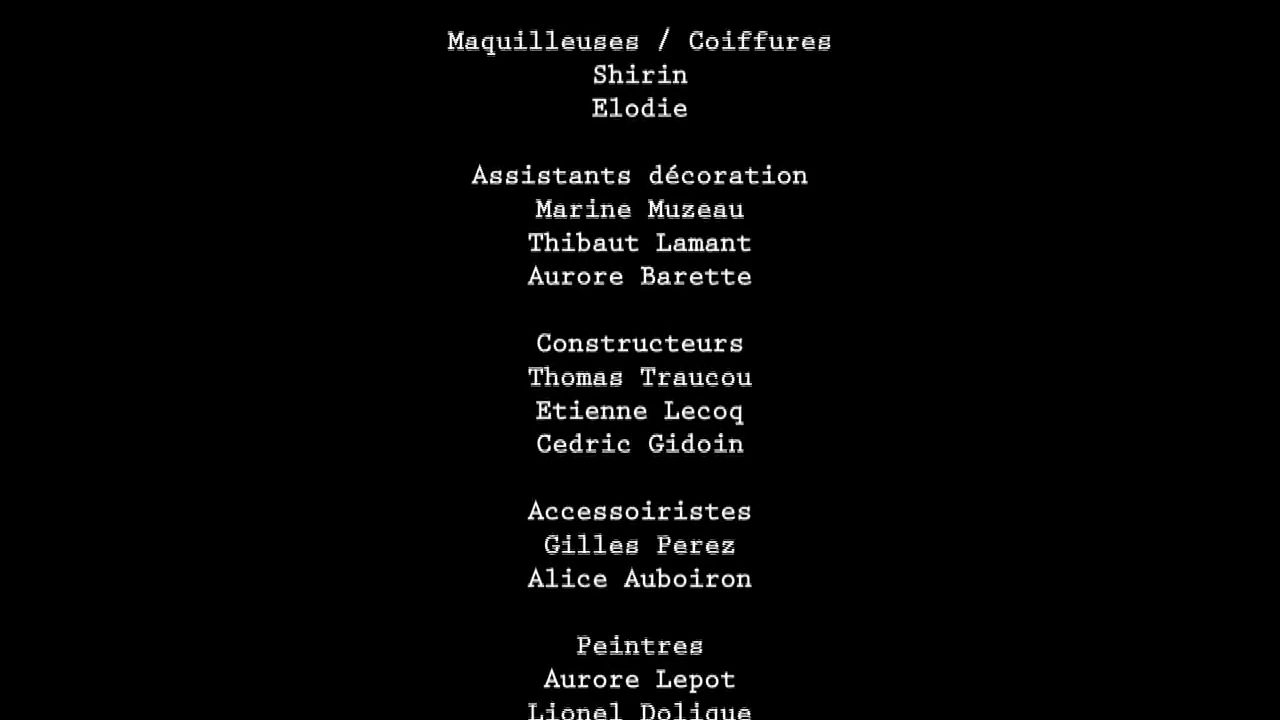 Maquilleuses / Coiffures
Shirin
Elodie
Assistants décoration
Marine Muzeau
Thibaut Lamant
Aurore Barette
Constructeurs
Thomas Traucou
Etienne Lecoq
Cedric Gidoin
Accessoiristes
Gilles Perez
Alice Auboiron
Peintres
Aurore Lepot
Lionel Dolique